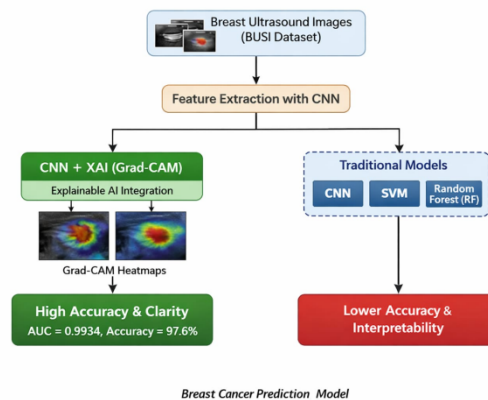 Breast Ultrasound Images
(BUSI Dataset)
Feature Extraction with CNN
CNN + XAI (Grad-CAM)
Explainable AI Integration
Grad-CAM Heatmaps
High Accuracy & Clarity
AUC = 0.9934, Accuracy = 97.6%
Traditional Models
CNN
SVM
Random
Forest (RF)
Lower Accuracy &
Interpretability
Breast Cancer Prediction Model